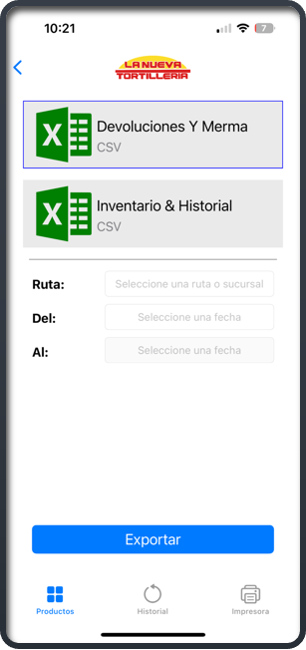 10:21
7
LA NUEVA
TORTILLERIA
X
Devoluciones Y Merma
CSV
X
Inventario & Historial
CSV
Ruta:
Seleccione una ruta o sucursal
Del:
Seleccione una fecha
Al:
Seleccione una fecha
Exportar
Productos
Historial
Impresora